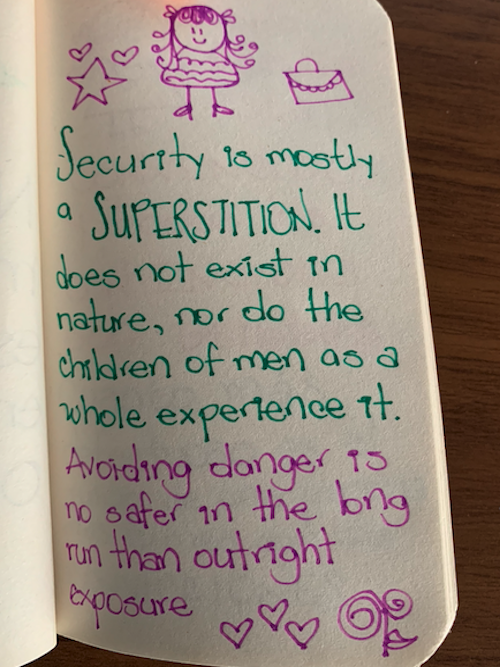 Security is mostly
a SUPERSTITION. It
does not exist in
nature, nor do the
children of men as a
whole experience it.
Avoiding danger is
no safer in the long
run than outright
exposure